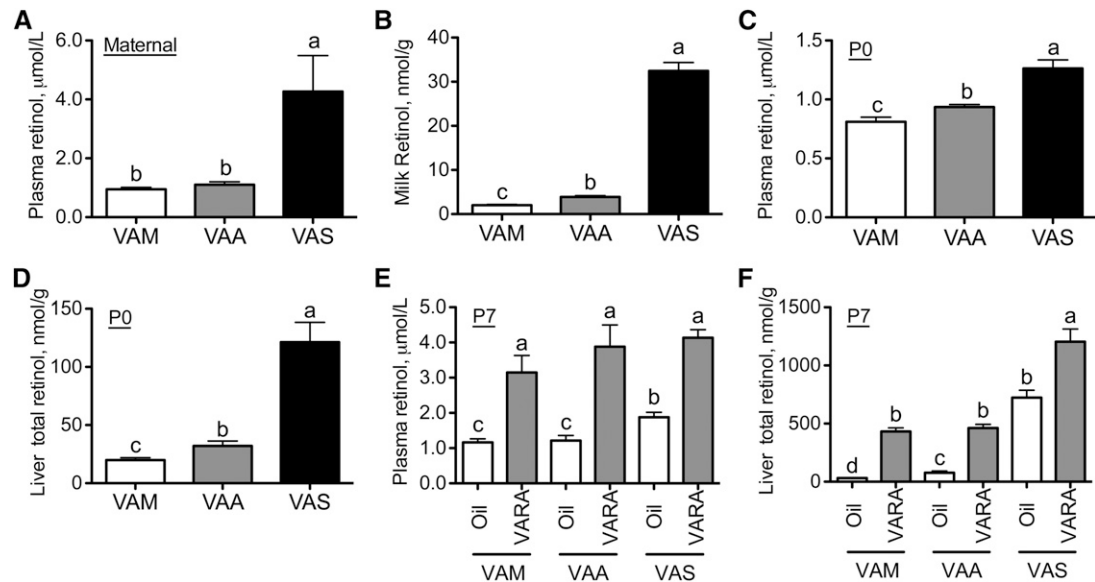 A
Plasma retinol, μmol/L
6.0
4.0
2.0
0.0
Maternal
b
b
a
VAM
VAA
VAS
B
Milk Retinol, nmol/g
40
30
20
10
0
c
b
a
VAM
VAA
VAS
C
Plasma retinol, μmol/L
1.5
1.0
0.5
0.0
P0
c
b
a
VAM
VAA
VAS
D
Liver total retinol, nmol/g
150
100
50
0
P0
c
b
a
VAM
VAA
VAS
E
Plasma retinol, μmol/L
5.0
4.0
3.0
2.0
1.0
0.0
P7
c
a
c
a
b
a
Oil
VARA
Oil
VARA
Oil
VARA
VAM
VAA
VAS
F
Liver total retinol, nmol/g
1500
1000
500
0
P7
d
b
c
b
b
a
Oil
VARA
Oil
VARA
Oil
VARA
VAM
VAA
VAS